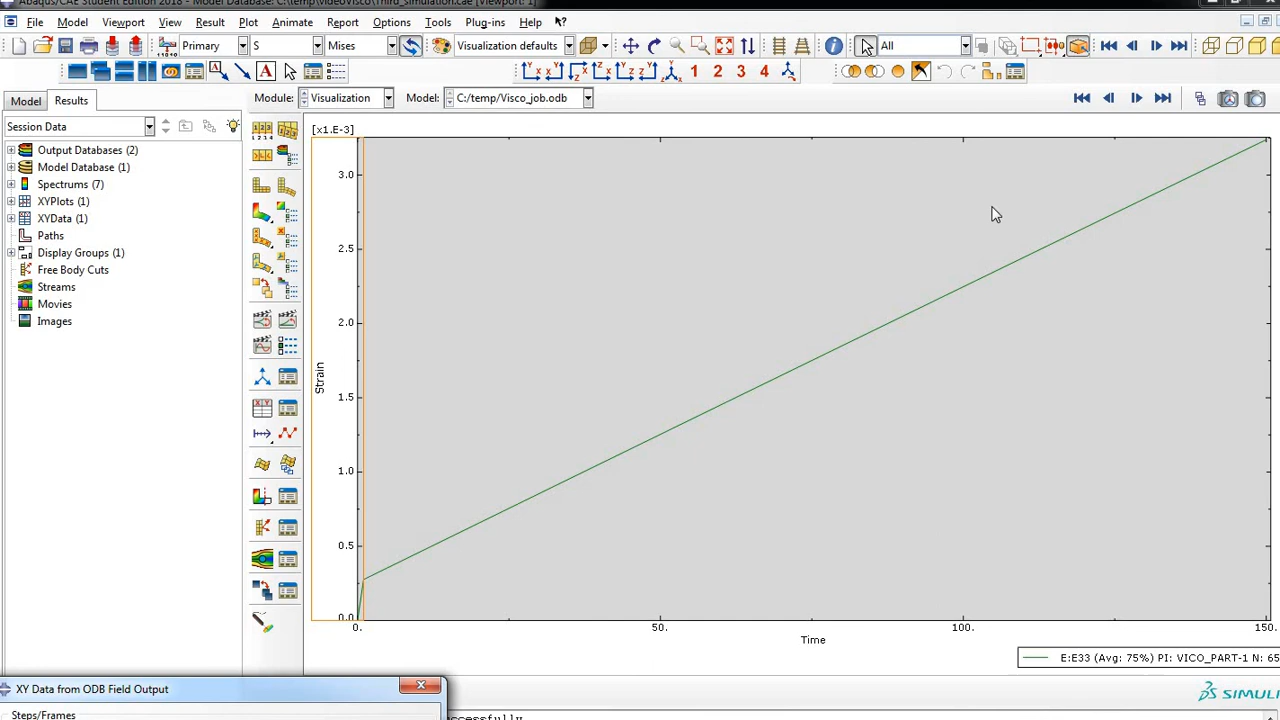 Abaqus/CAE Student Edition 2018 - Model Database: C:\temp\videoVisco\Third_Simulation.cae [Viewport: 1]
File Model Viewport View Result Plot Animate Report Options Tools Plug-ins Help
Primary S Mises Visualization defaults All
1 2 3 4
Model Results Module: Visualization Model: C:/temp/Visco_job.odb
Session Data
Output Databases (2)
Model Database (1)
Spectrums (7)
XYPlots (1)
XYData (1)
Paths
Display Groups (1)
Free Body Cuts
Streams
Movies
Images
[x1.E-3]
3.0
2.5
2.0
1.5
1.0
0.5
0.0
Strain
0. 50. 100. 150.
Time
E:E33 (Avg: 75%) PI: VICO_PART-1 N: 65
XY Data from ODB Field Output
Steps/Frames
SIMULI